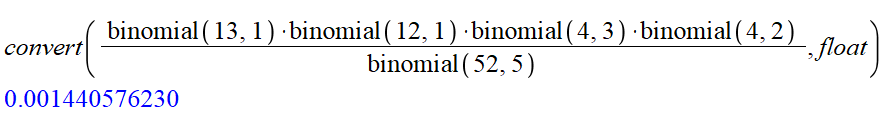 convert( binomial(13, 1)·binomial(12, 1)·binomial(4, 3)·binomial(4, 2) / binomial(52, 5) , float )
0.001440576230